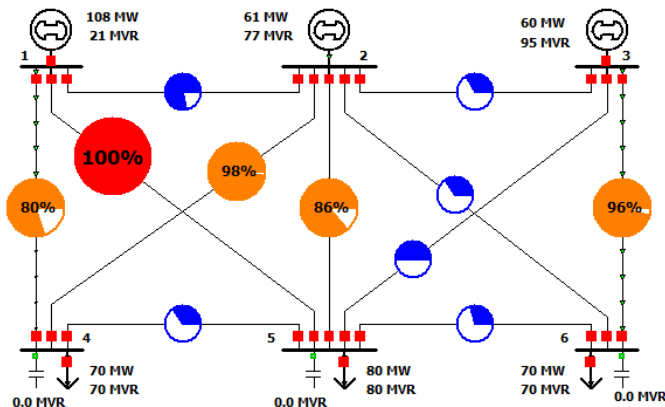 108 MW
21 MVR
61 MW
77 MVR
60 MW
95 MVR
1
2
3
100%
98%
80%
86%
96%
4
5
6
70 MW
70 MVR
80 MW
80 MVR
70 MW
70 MVR
0.0 MVR
0.0 MVR
0.0 MVR